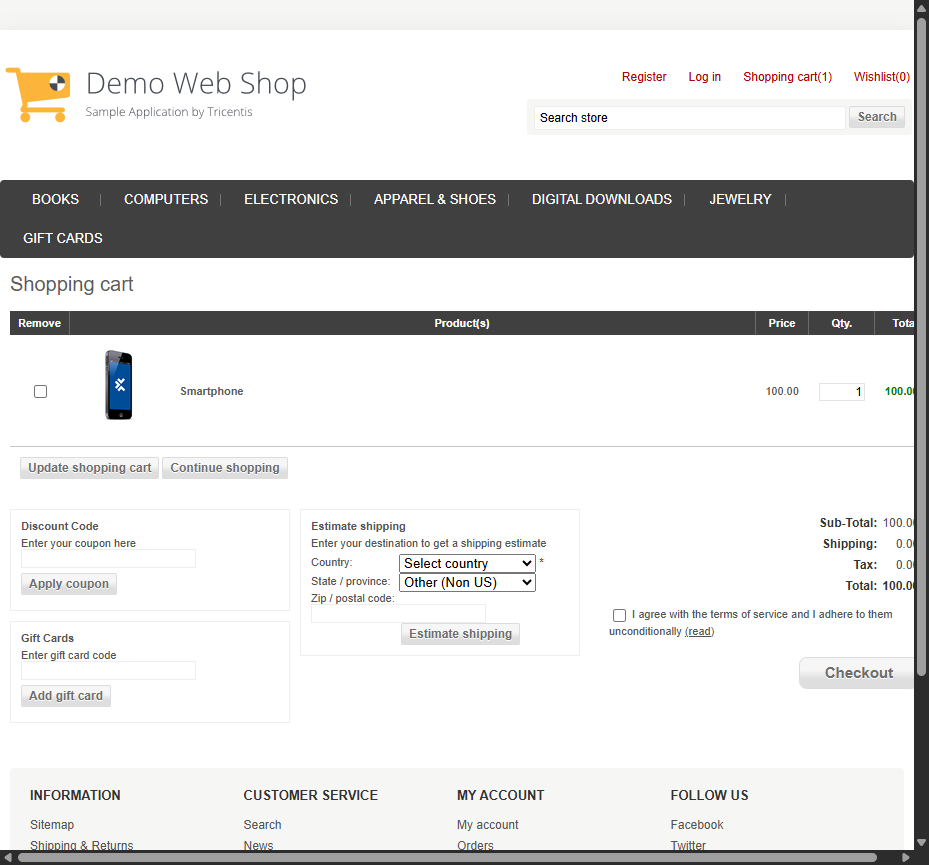 Demo Web Shop
Sample Application by Tricentis
Register Log in Shopping cart(1) Wishlist(0)
Search store Search
BOOKS COMPUTERS ELECTRONICS APPAREL & SHOES DIGITAL DOWNLOADS JEWELRY
GIFT CARDS
Shopping cart
Remove Product(s) Price Qty. Tota
Smartphone 100.00 1 100.00
Update shopping cart Continue shopping
Discount Code
Enter your coupon here
Apply coupon
Gift Cards
Enter gift card code
Add gift card
Estimate shipping
Enter your destination to get a shipping estimate
Country: Select country *
State / province: Other (Non US)
Zip / postal code:
Estimate shipping
Sub-Total: 100.00
Shipping: 0.00
Tax: 0.00
Total: 100.00
I agree with the terms of service and I adhere to them
unconditionally (read)
Checkout
INFORMATION CUSTOMER SERVICE MY ACCOUNT FOLLOW US
Sitemap Search My account Facebook
Shipping & Returns News Orders Twitter